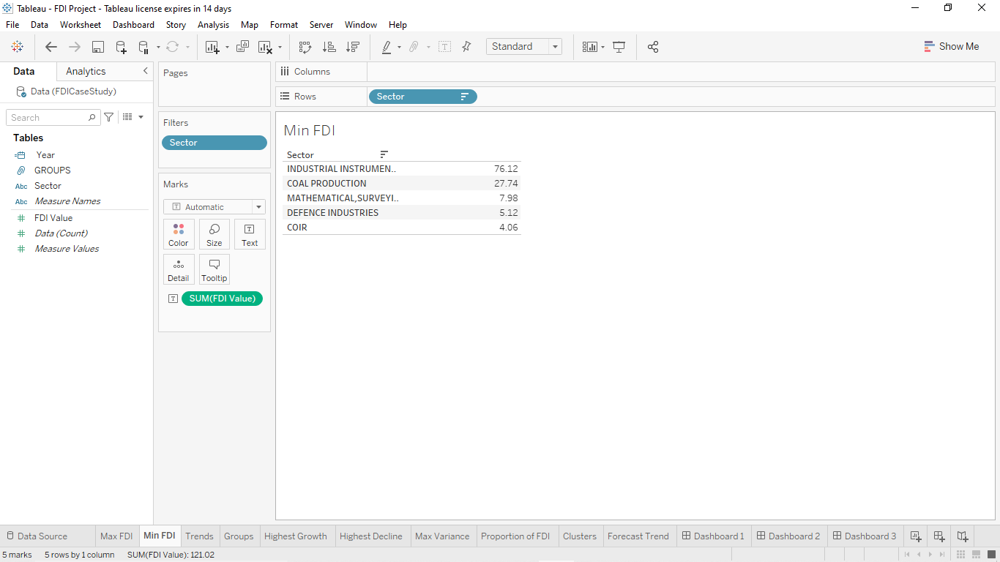 Tableau - FDI Project - Tableau license expires in 14 days
File Data Worksheet Dashboard Story Analysis Map Format Server Window Help
Standard
Show Me
Data Analytics
Data (FDICaseStudy)
Search
Tables
Year
GROUPS
Abc Sector
Abc Measure Names
# FDI Value
# Data (Count)
# Measure Values
Pages
Filters
Sector
Marks
T Automatic
Color Size Text
Detail Tooltip
T SUM(FDI Value)
Columns
Rows Sector
Min FDI
Sector
INDUSTRIAL INSTRUMEN.. 76.12
COAL PRODUCTION 27.74
MATHEMATICAL,SURVEYI.. 7.98
DEFENCE INDUSTRIES 5.12
COIR 4.06
Data Source Max FDI Min FDI Trends Groups Highest Growth Highest Decline Max Variance Proportion of FDI Clusters Forecast Trend Dashboard 1 Dashboard 2 Dashboard 3
5 marks 5 rows by 1 column SUM(FDI Value): 121.02